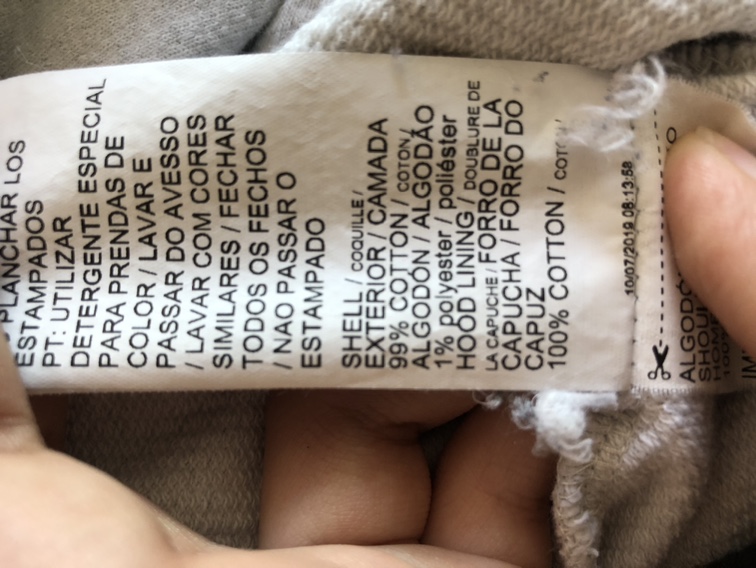 PLANCHAR LOS
ESTAMPADOS
PT: UTILIZAR
DETERGENTE ESPECIAL
PARA PRENDAS DE
COLOR / LAVAR E
PASSAR DO AVESSO
/ LAVAR COM CORES
SIMILARES / FECHAR
TODOS OS FECHOS
/ NAO PASSAR O
ESTAMPADO
SHELL / COQUILLE /
EXTERIOR / CAMADA
99% COTTON / COTON /
ALGODÓN / ALGODÃO
1% polyester / poliéster
HOOD LINING / DOUBLURE DE
LA CAPUCHE / FORRO DE LA
CAPUCHA / FORRO DO
CAPUZ
100% COTTON /
10/07/2019 08:13:58